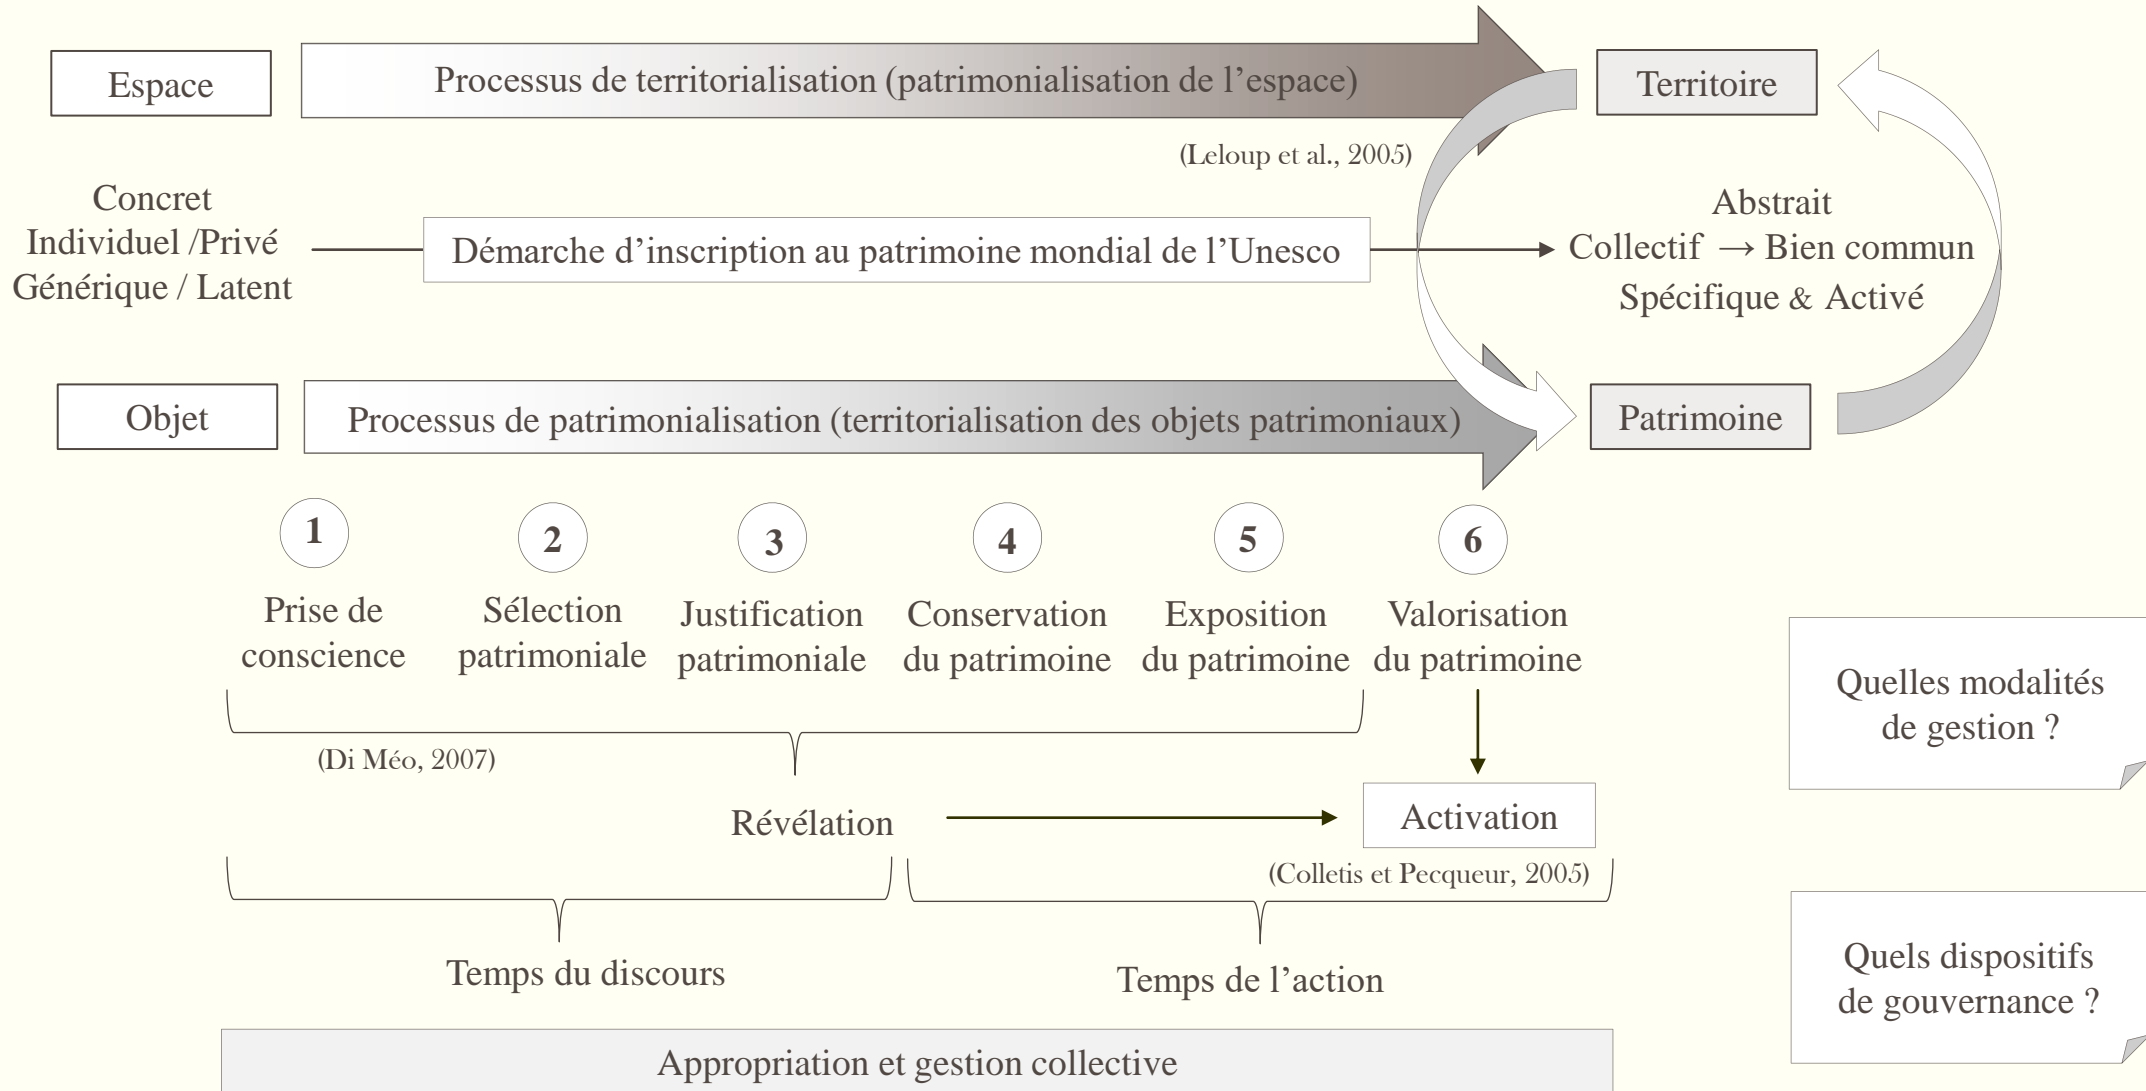 Espace
Processus de territorialisation (patrimonialisation de l’espace)
Territoire
(Leloup et al., 2005)
Concret
Individuel /Privé
Générique / Latent
Démarche d’inscription au patrimoine mondial de l’Unesco
Abstrait
Collectif → Bien commun
Spécifique & Activé
Objet
Processus de patrimonialisation (territorialisation des objets patrimoniaux)
Patrimoine
1
2
3
4
5
6
Prise de
conscience
Sélection
patrimoniale
Justification
patrimoniale
Conservation
du patrimoine
Exposition
du patrimoine
Valorisation
du patrimoine
Quelles modalités
de gestion ?
(Di Méo, 2007)
Révélation
Activation
(Colletis et Pecqueur, 2005)
Temps du discours
Temps de l’action
Quels dispositifs
de gouvernance ?
Appropriation et gestion collective